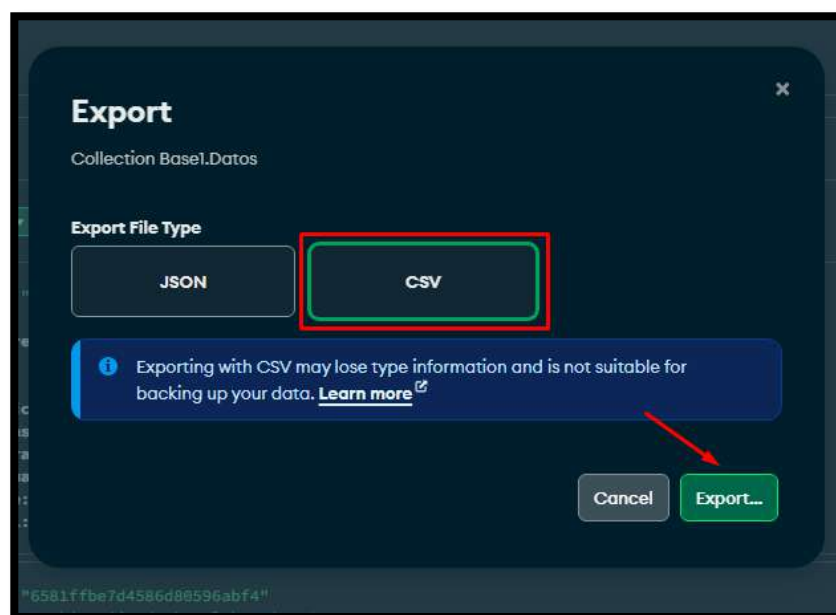 Export
Collection Base1.Datos
Export File Type
JSON CSV
Exporting with CSV may lose type information and is not suitable for
backing up your data. Learn more
Cancel Export...
"6581ffbe7d4586d80596abf4"